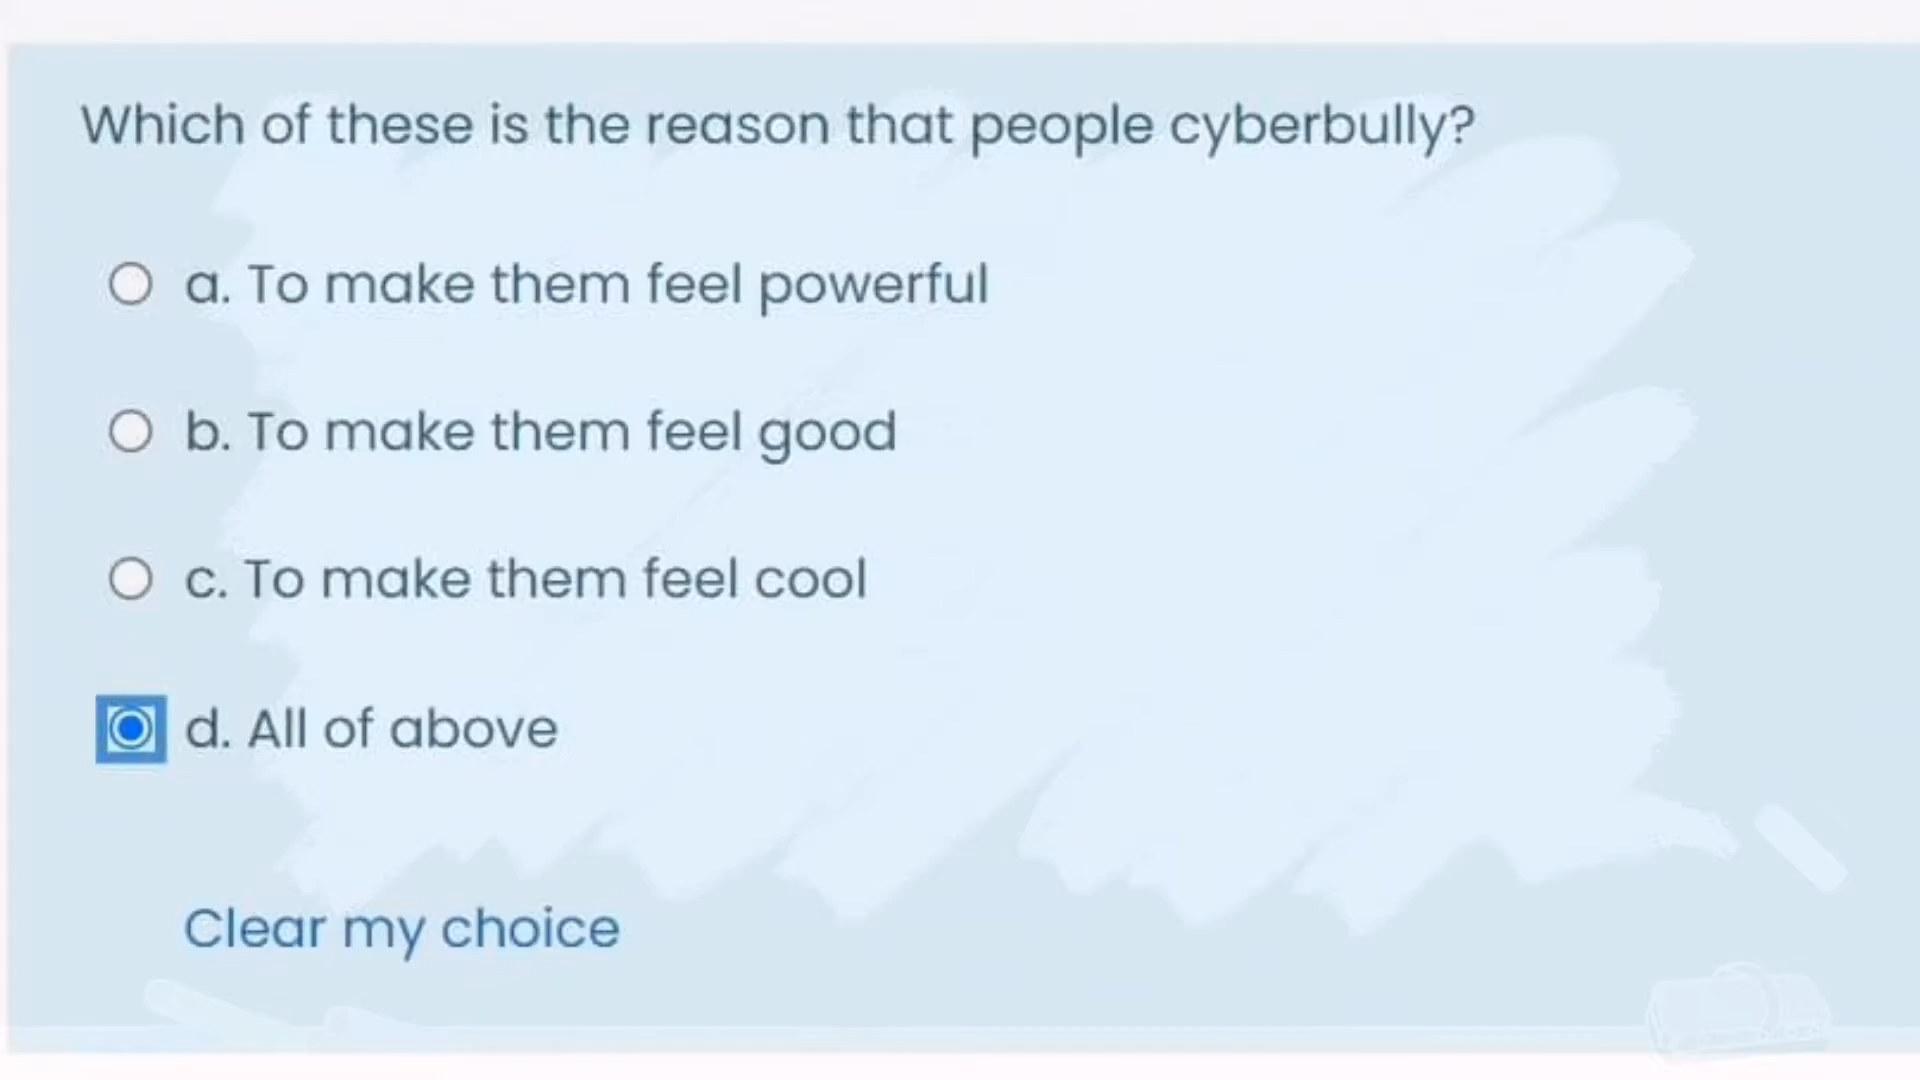 Which of these is the reason that people cyberbully?
a. To make them feel powerful
b. To make them feel good
c. To make them feel cool
d. All of above
Clear my choice